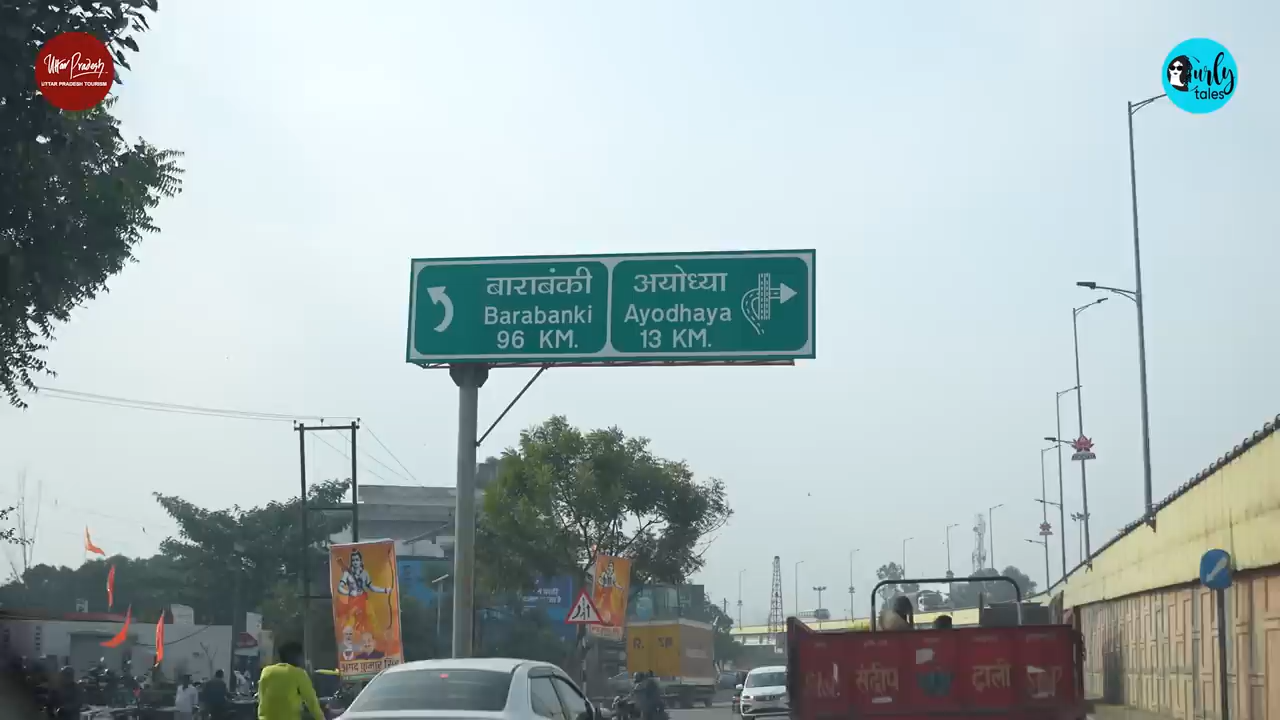 Uttar Pradesh
UTTAR PRADESH TOURISM
Curly
tales
बाराबंकी
Barabanki
96 KM.
अयोध्या
Ayodhaya
13 KM.
संदीप ट्राली